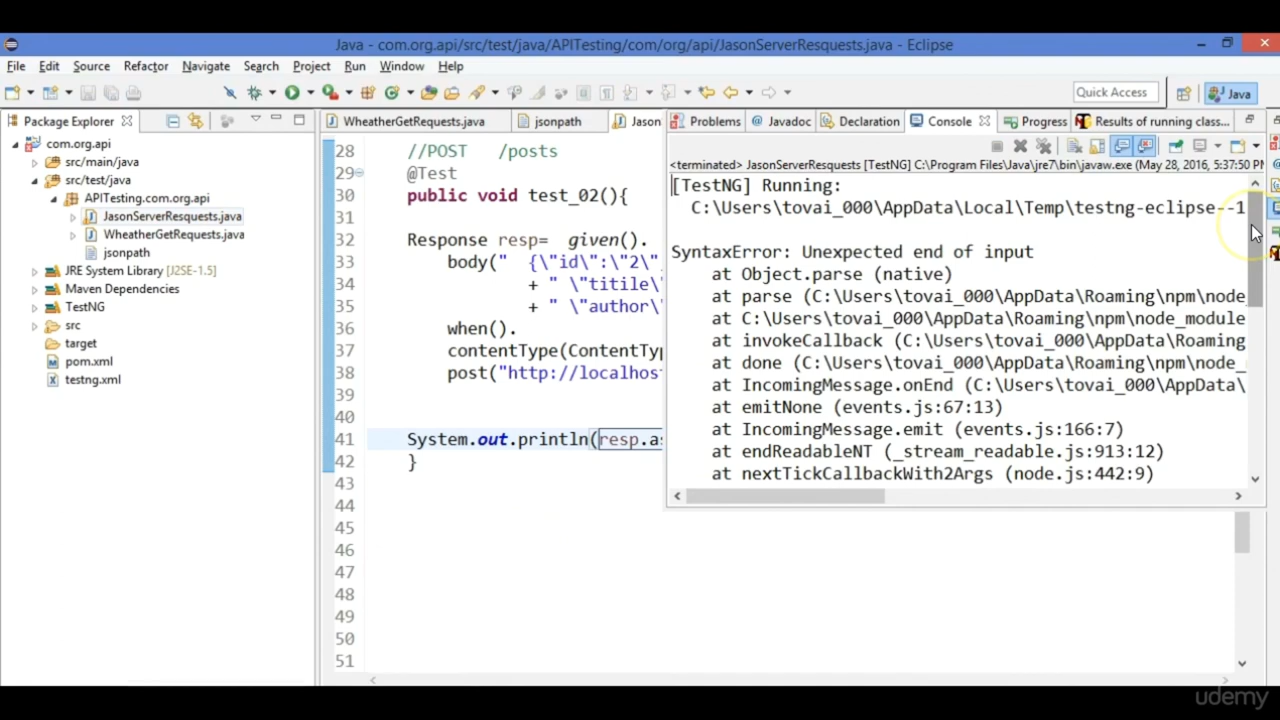 Java - com.org.api/src/test/java/APITesting/com/org/api/JasonServerResquests.java - Eclipse
File Edit Source Refactor Navigate Search Project Run Window Help
Quick Access
Java
Package Explorer
com.org.api
src/main/java
src/test/java
APITesting.com.org.api
JasonServerResquests.java
WheatherGetRequests.java
jsonpath
JRE System Library [J2SE-1.5]
Maven Dependencies
TestNG
src
target
pom.xml
testng.xml
WheatherGetRequests.java jsonpath Jason
28 //POST /posts
29 @Test
30 public void test_02(){
31
32 Response resp= given().
33 body(" {\"id\":\"2\
34 + " \"titile\
35 + " \"author\
36 when().
37 contentType(ContentTyp
38 post("http://localhos
39
40
41 System.out.println(resp.as
42 }
43
44
45
46
47
48
49
50
51
Problems Javadoc Declaration Console Progress Results of running class...
<terminated> JasonServerResquests [TestNG] C:\Program Files\Java\jre7\bin\javaw.exe (May 28, 2016, 5:37:50 PM
[TestNG] Running:
C:\Users\tovai_000\AppData\Local\Temp\testng-eclipse--1
SyntaxError: Unexpected end of input
at Object.parse (native)
at parse (C:\Users\tovai_000\AppData\Roaming\npm\node_
at C:\Users\tovai_000\AppData\Roaming\npm\node_module
at invokeCallback (C:\Users\tovai_000\AppData\Roaming
at done (C:\Users\tovai_000\AppData\Roaming\npm\node_
at IncomingMessage.onEnd (C:\Users\tovai_000\AppData\
at emitNone (events.js:67:13)
at IncomingMessage.emit (events.js:166:7)
at endReadableNT (_stream_readable.js:913:12)
at nextTickCallbackWith2Args (node.js:442:9)
udemy